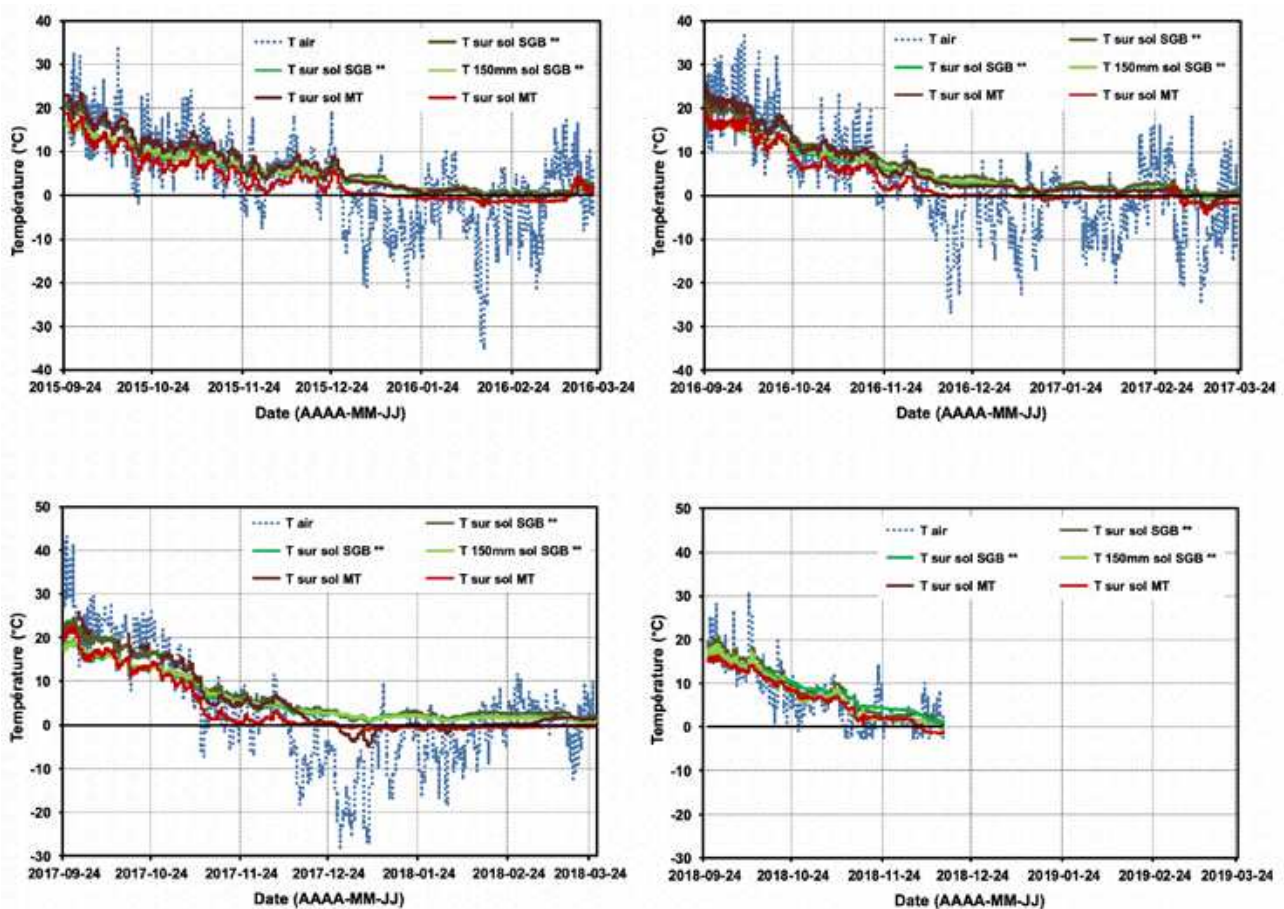 40
30
20
10
0
-10
-20
-30
-40
Température (°C)
T air
T sur sol SGB **
T sur sol SGB **
T 150mm sol SGB **
T sur sol MT
T sur sol MT
2015-09-24 2015-10-24 2015-11-24 2015-12-24 2016-01-24 2016-02-24 2016-03-24
Date (AAAA-MM-JJ)
40
30
20
10
0
-10
-20
-30
-40
Température (°C)
T air
T sur sol SGB **
T sur sol SGB **
T 150mm sol SGB **
T sur sol MT
T sur sol MT
2016-09-24 2016-10-24 2016-11-24 2016-12-24 2017-01-24 2017-02-24 2017-03-24
Date (AAAA-MM-JJ)
50
40
30
20
10
0
-10
-20
-30
Température (°C)
T air
T sur sol SGB **
T sur sol SGB **
T 150mm sol SGB **
T sur sol MT
T sur sol MT
2017-09-24 2017-10-24 2017-11-24 2017-12-24 2018-01-24 2018-02-24 2018-03-24
Date (AAAA-MM-JJ)
50
40
30
20
10
0
-10
-20
-30
Température (°C)
T air
T sur sol SGB **
T sur sol SGB **
T 150mm sol SGB **
T sur sol MT
T sur sol MT
2018-09-24 2018-10-24 2018-11-24 2018-12-24 2019-01-24 2019-02-24 2019-03-24
Date (AAAA-MM-JJ)